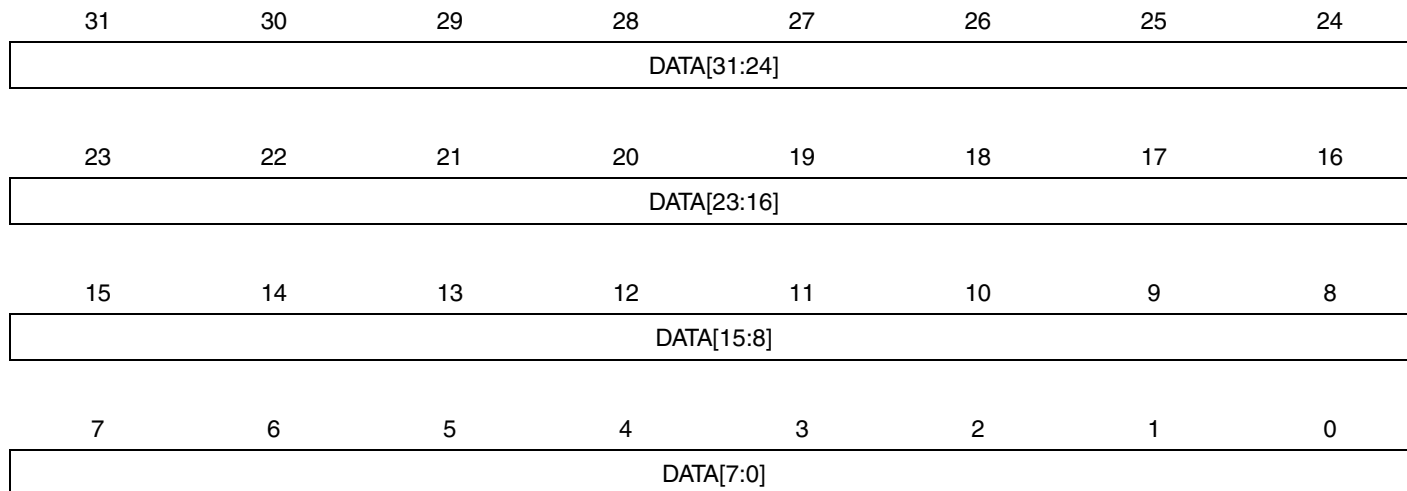 31 30 29 28 27 26 25 24
DATA[31:24]
23 22 21 20 19 18 17 16
DATA[23:16]
15 14 13 12 11 10 9 8
DATA[15:8]
7 6 5 4 3 2 1 0
DATA[7:0]